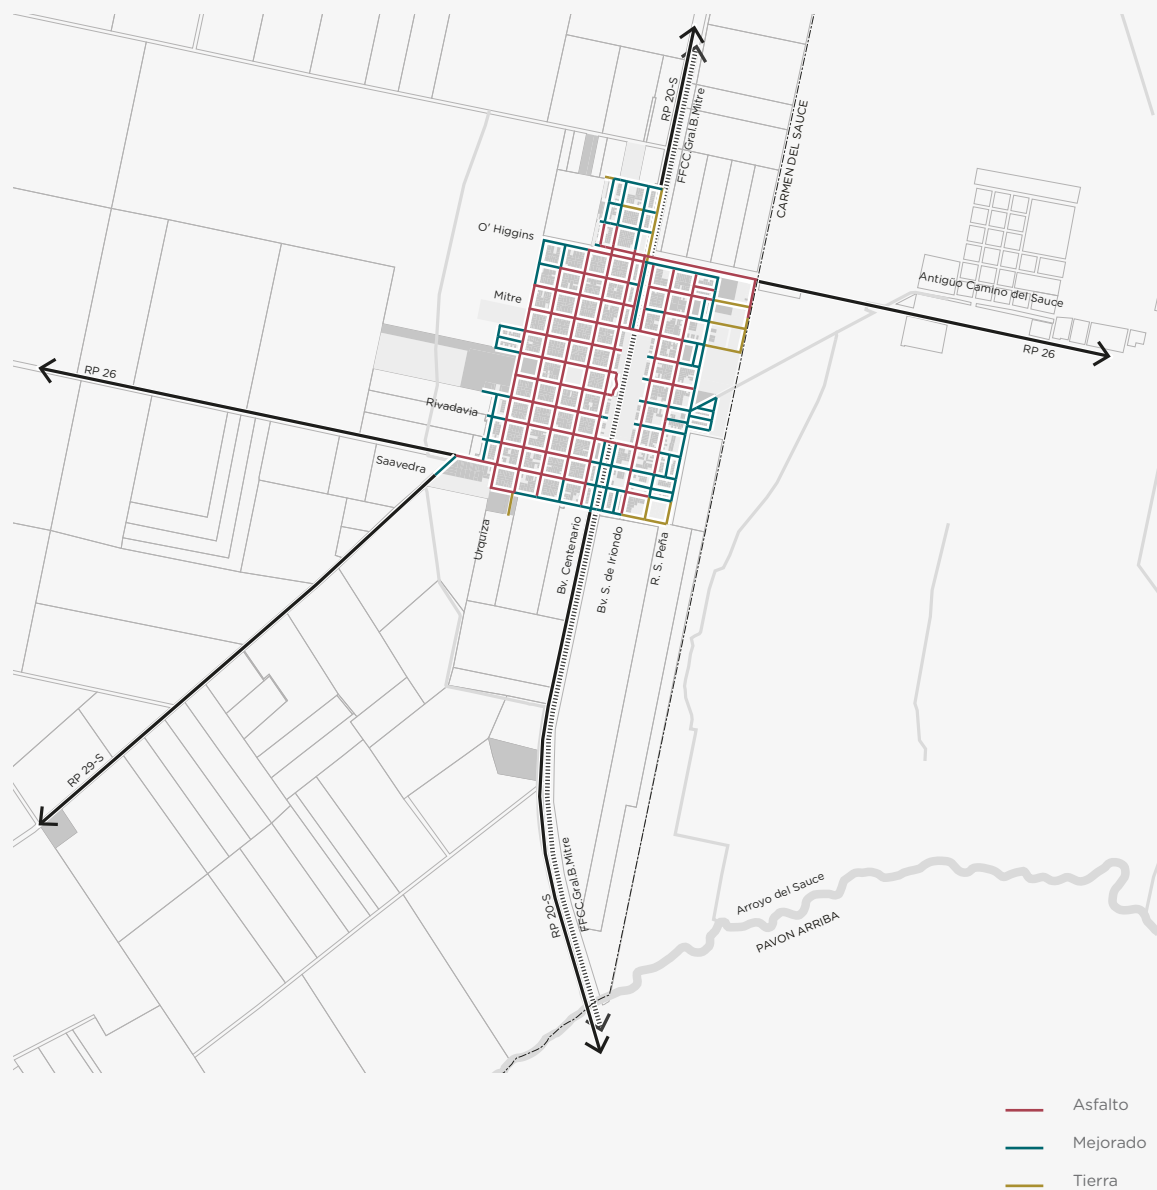 RP 20-S
FFCC.Gral.B.Mitre
CARMEN DEL SAUCE
O' Higgins
Mitre
Antiguo Camino del Sauce
RP 26
RP 26
Rivadavia
Saavedra
Urquiza
Bv. Centenario
Bv. S. de Iriondo
R. S. Peña
RP 29-S
RP 20-S
FFCC.Gral.B.Mitre
Arroyo del Sauce
PAVON ARRIBA
Asfalto
Mejorado
Tierra